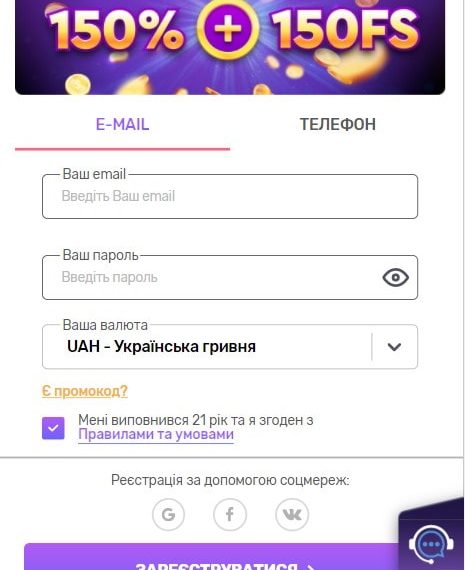 150% + 150FS
E-MAIL ТЕЛЕФОН
Ваш email
Введіть Ваш email
Ваш пароль
Введіть пароль
Ваша валюта
UAH - Українська гривня
Є промокод?
Мені виповнився 21 рік та я згоден з
Правилами та умовами
Реєстрація за допомогою соцмереж:
ЗАРЕЄСТРУВАТИСЯ